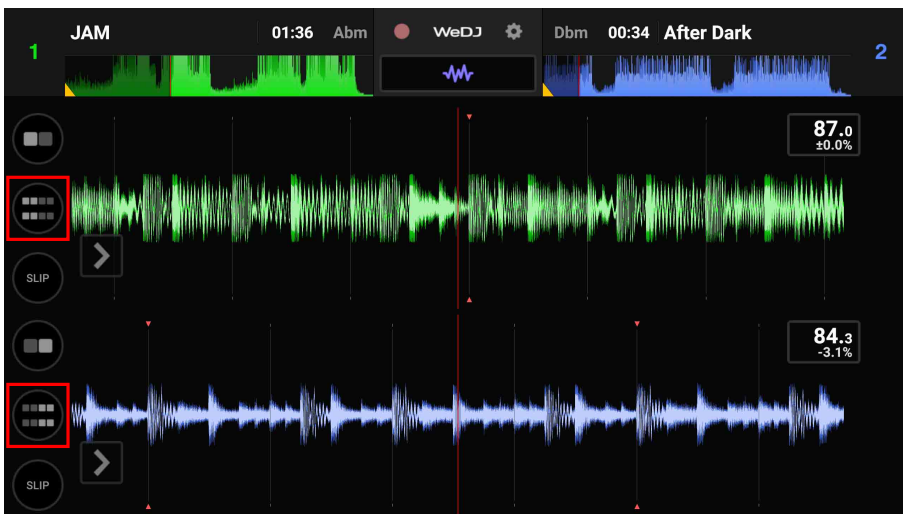 1 JAM 01:36 Abm WeDJ Dbm 00:34 After Dark 2
87.0
±0.0%
SLIP
84.3
-3.1%
SLIP